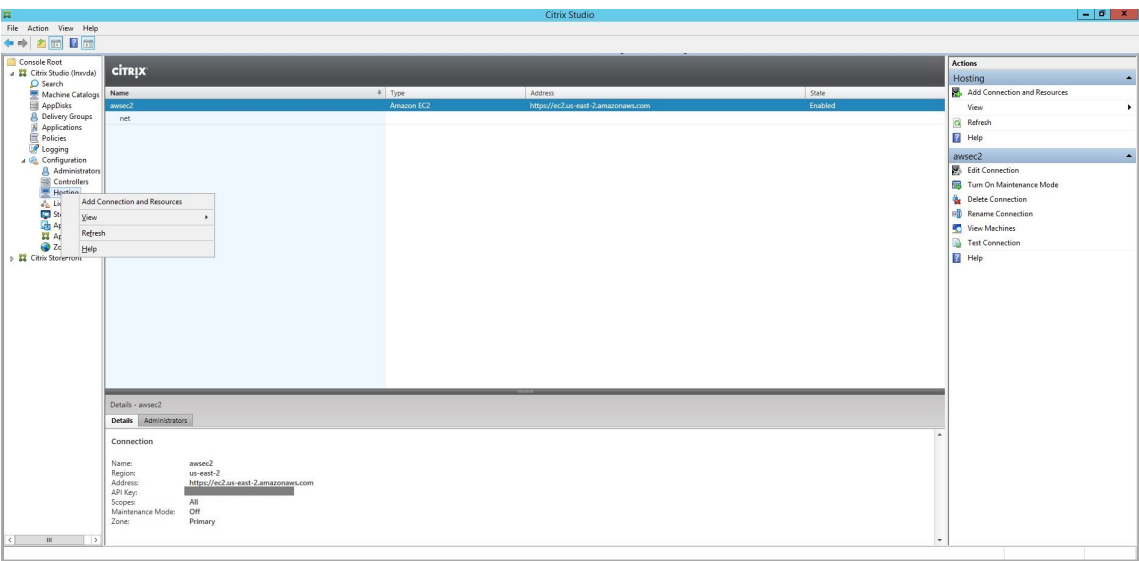 Citrix Studio
File Action View Help
Console Root
Citrix Studio (lnxvda)
Search
Machine Catalogs
AppDisks
Delivery Groups
Applications
Policies
Logging
Configuration
Administrators
Controllers
Hosting
Lic
St
Ap
Ap
Zo
Citrix StoreFront
Add Connection and Resources
View
Refresh
Help
CITRIX
Name Type Address State
awsec2 Amazon EC2 https://ec2.us-east-2.amazonaws.com Enabled
net
Details - awsec2
Details Administrators
Connection
Name: awsec2
Region: us-east-2
Address: https://ec2.us-east-2.amazonaws.com
API Key:
Scopes: All
Maintenance Mode: Off
Zone: Primary
Actions
Hosting
Add Connection and Resources
View
Refresh
Help
awsec2
Edit Connection
Turn On Maintenance Mode
Delete Connection
Rename Connection
View Machines
Test Connection
Help